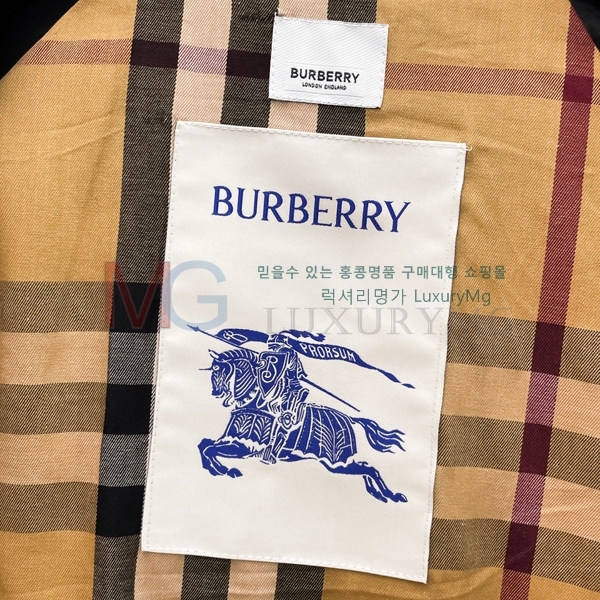 BURBERRY
LONDON ENGLAND
BURBERRY
MG
믿을수 있는 홍콩명품 구매대행 쇼핑몰
럭셔리명가 LuxuryMg
LUXURY
PRORSUM